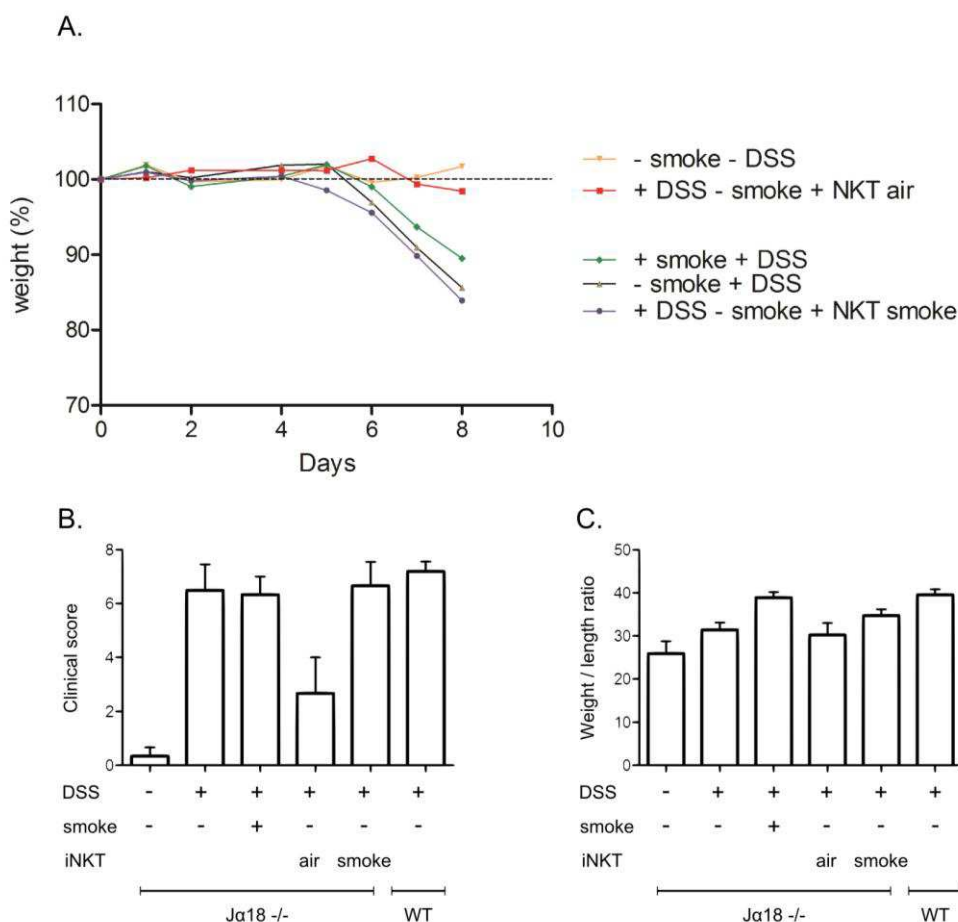 A.
110
100
90
80
70
weight (%)
0 2 4 6 8 10
Days
- smoke - DSS
+ DSS - smoke + NKT air
+ smoke + DSS
- smoke + DSS
+ DSS - smoke + NKT smoke
B.
8
6
4
2
0
Clinical score
DSS - + + + + +
smoke - - + - - -
iNKT air smoke
Jα18 -/- WT
C.
50
40
30
20
10
0
Weight / length ratio
DSS - + + + + +
smoke - - + - - -
iNKT air smoke
Jα18 -/- WT